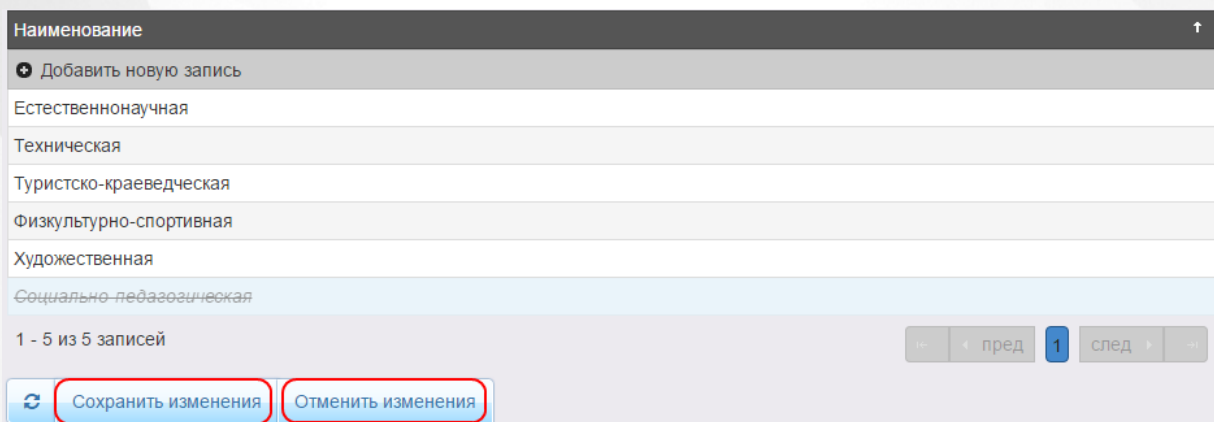 Наименование
Добавить новую запись
Естественнонаучная
Техническая
Туристско-краеведческая
Физкультурно-спортивная
Художественная
Социально-педагогическая
1 - 5 из 5 записей пред 1 след
Сохранить изменения Отменить изменения